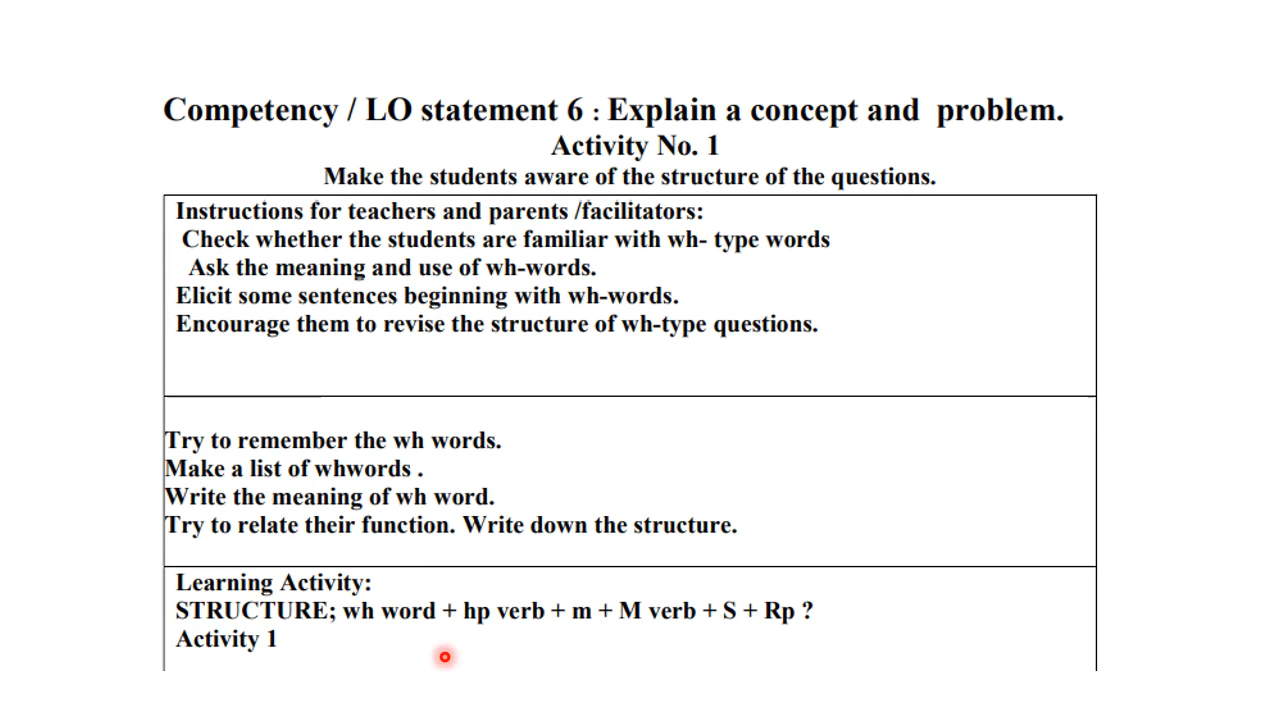 Competency / LO statement 6 : Explain a concept and problem.
Activity No. 1
Make the students aware of the structure of the questions.
Instructions for teachers and parents /facilitators:
Check whether the students are familiar with wh- type words
Ask the meaning and use of wh-words.
Elicit some sentences beginning with wh-words.
Encourage them to revise the structure of wh-type questions.
Try to remember the wh words.
Make a list of whwords .
Write the meaning of wh word.
Try to relate their function. Write down the structure.
Learning Activity:
STRUCTURE; wh word + hp verb + m + M verb + S + Rp ?
Activity 1